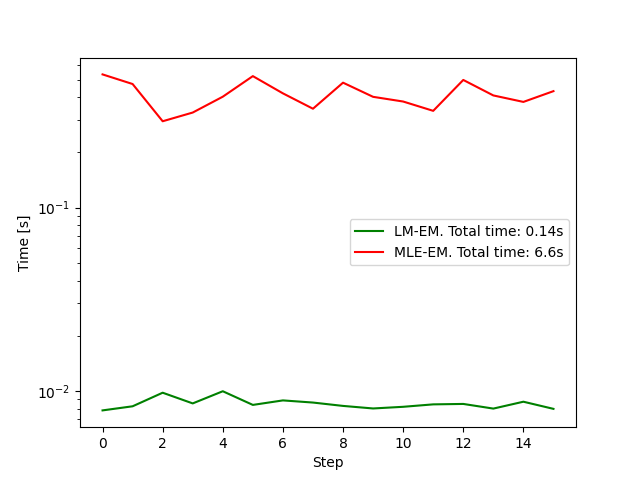 Time [s]
10⁻¹
10⁻²
LM-EM. Total time: 0.14s
MLE-EM. Total time: 6.6s
0 2 4 6 8 10 12 14
Step